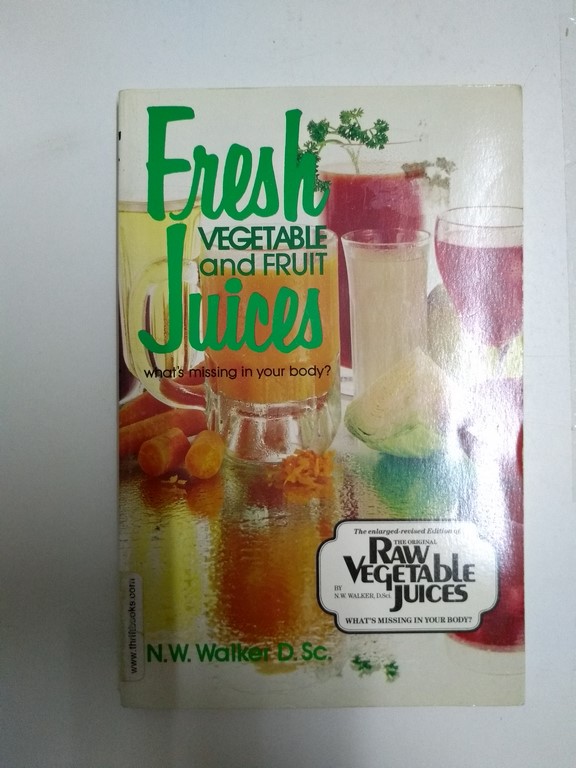 Fresh
VEGETABLE
and FRUIT
Juices
what's missing in your body?
The enlarged-revised Edition of
THE ORIGINAL
RAW
VEGETABLE
JUICES
BY
N.W. WALKER, D.Sci.
WHAT'S MISSING IN YOUR BODY?
N.W. Walker D. Sc.
www.thriftbooks.com